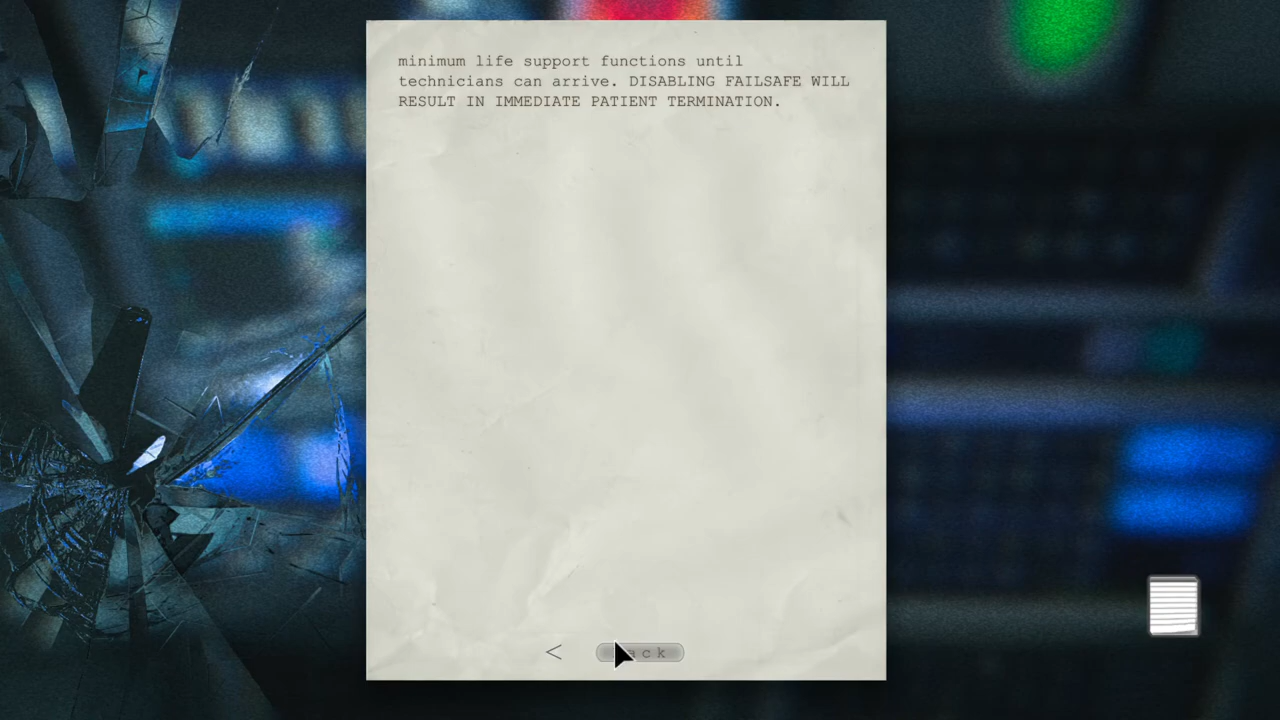 minimum life support functions until
technicians can arrive. DISABLING FAILSAFE WILL
RESULT IN IMMEDIATE PATIENT TERMINATION.
<